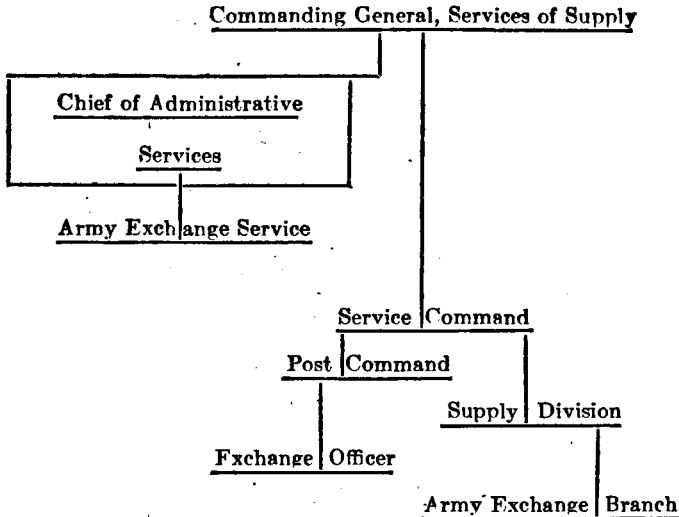 Commanding General, Services of Supply
Chief of Administrative
Services
Army Exchange Service
Service Command
Post Command
Supply Division
Fxchange Officer
Army Exchange Branch